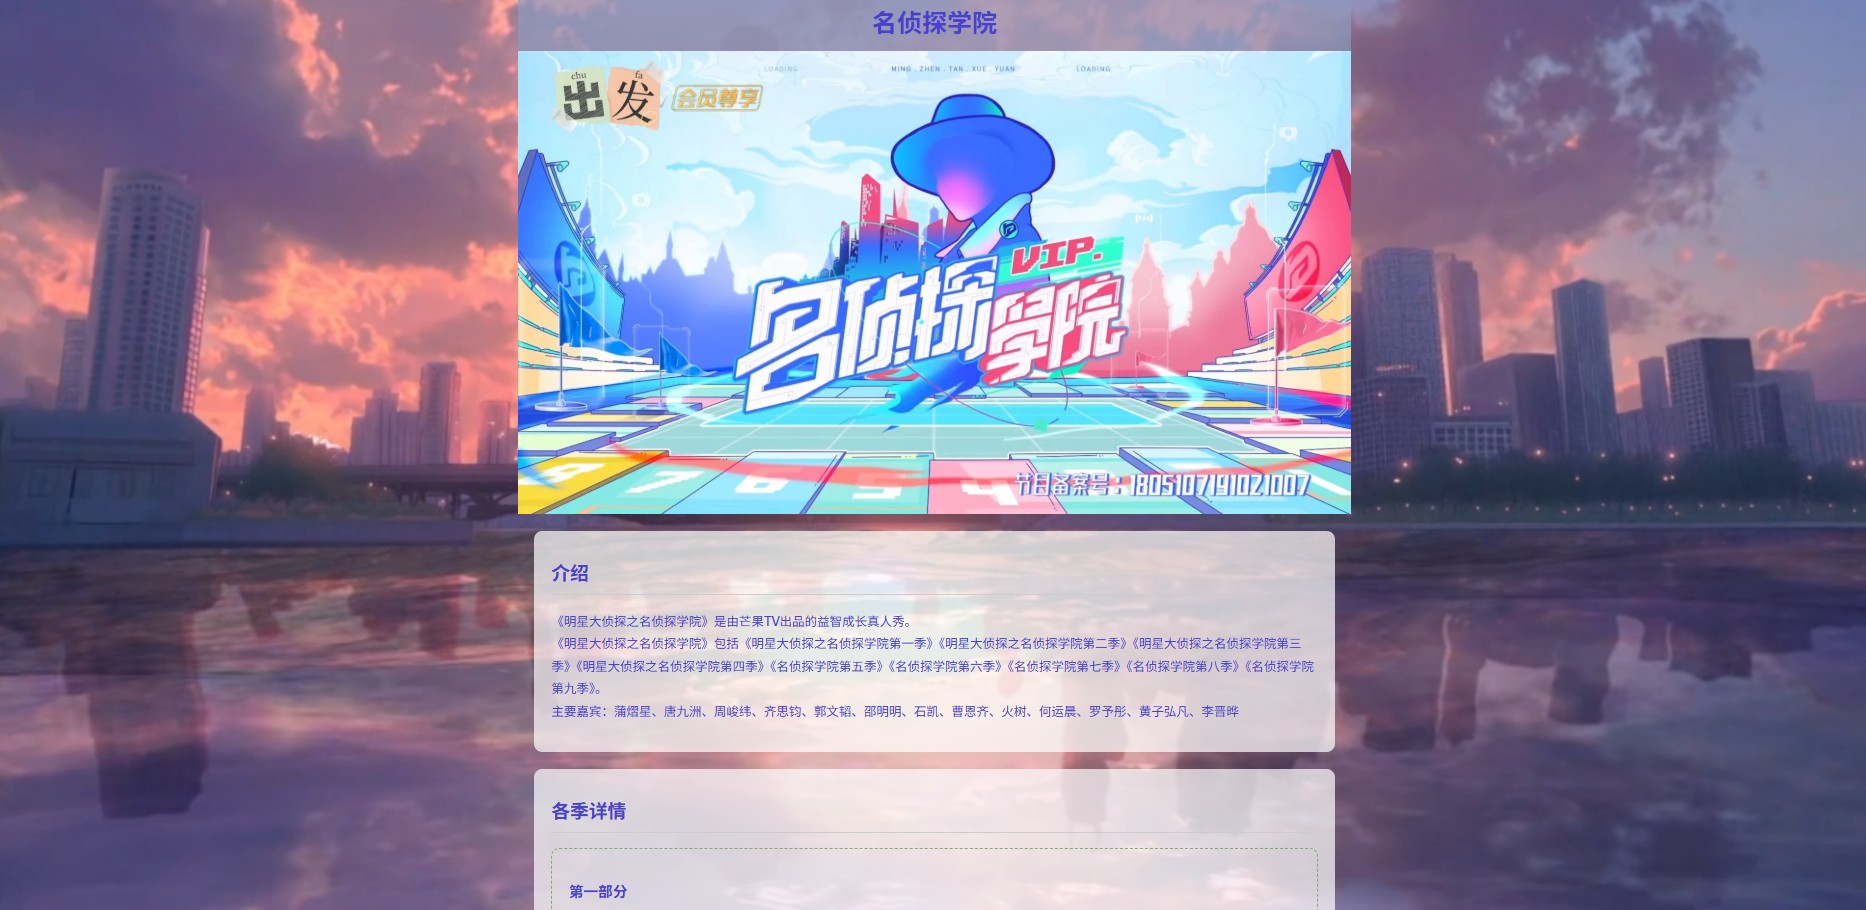 名侦探学院
LOADING
MING . ZHEN . TAN . XUE . YUAN
LOADING
chu
fa
出发
会员尊享
VIP.
名侦探學院
9 7 6 5 4
节目备案号：1805107191021007
介绍
《明星大侦探之名侦探学院》是由芒果TV出品的益智成长真人秀。
《明星大侦探之名侦探学院》包括《明星大侦探之名侦探学院第一季》《明星大侦探之名侦探学院第二季》《明星大侦探之名侦探学院第三
季》《明星大侦探之名侦探学院第四季》《名侦探学院第五季》《名侦探学院第六季》《名侦探学院第七季》《名侦探学院第八季》《名侦探学院
第九季》。
主要嘉宾：蒲熠星、唐九洲、周峻纬、齐思钧、郭文韬、邵明明、石凯、曹恩齐、火树、何运晨、罗予彤、黄子弘凡、李晋晔
各季详情
第一部分